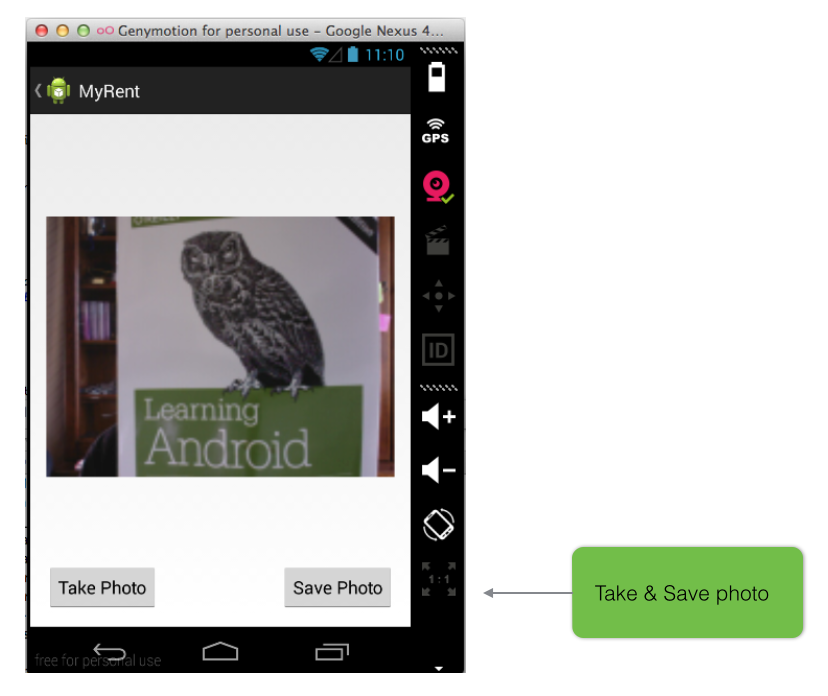 Genymotion for personal use – Google Nexus 4...
11:10
MyRent
GPS
ID
Learning
Android
1:1
Take Photo
Save Photo
Take & Save photo
free for personal use